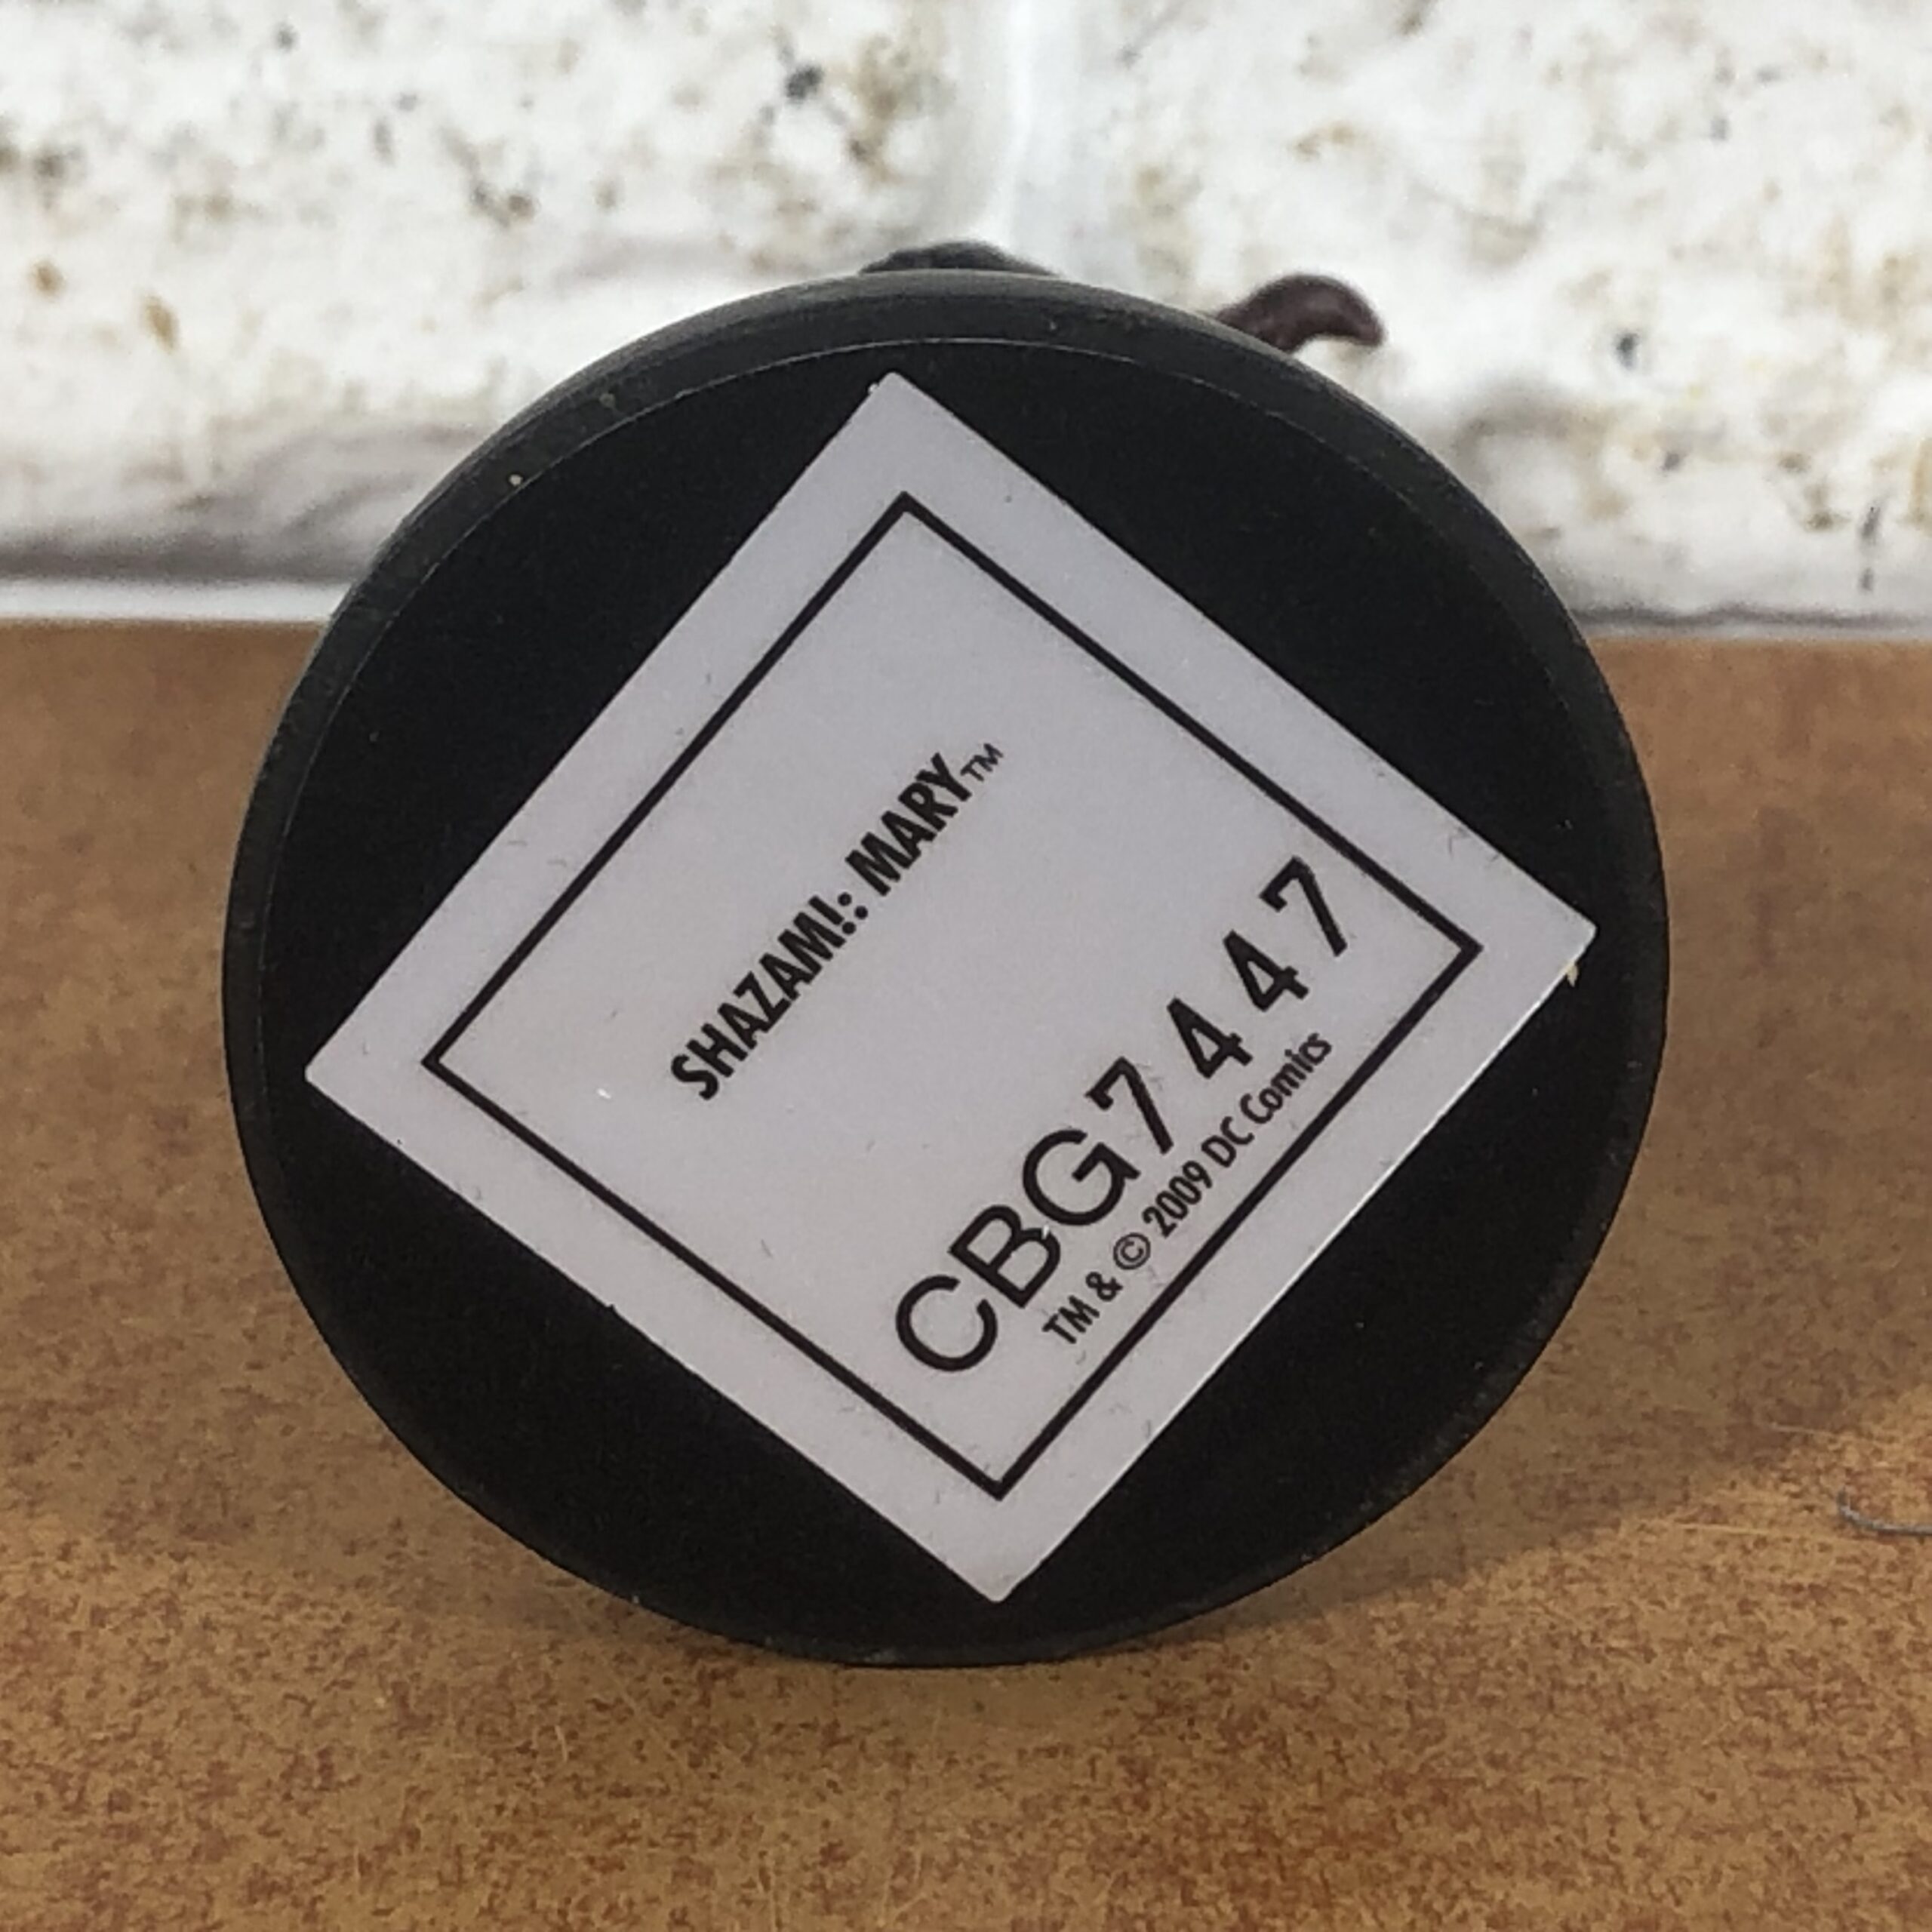 SHAZAM!: MARY™
CBG7447
TM & © 2009 DC Comics